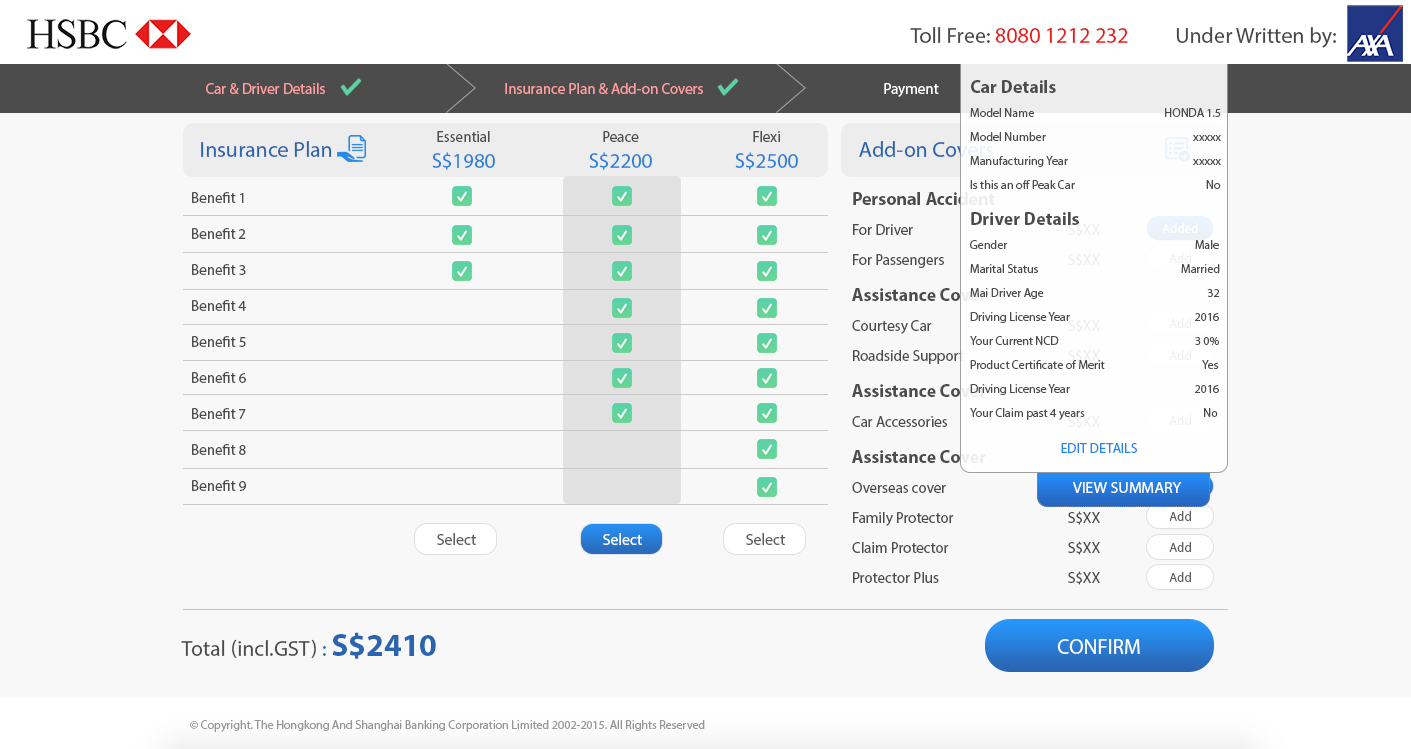 HSBC
Toll Free: 8080 1212 232
Under Written by:
AXA
Car & Driver Details
Insurance Plan & Add-on Covers
Payment
Insurance Plan
Essential
S$1980
Peace
S$2200
Flexi
S$2500
Benefit 1
Benefit 2
Benefit 3
Benefit 4
Benefit 5
Benefit 6
Benefit 7
Benefit 8
Benefit 9
Select
Select
Select
Add-on Covers
Personal Accident
For Driver S$XX Added
For Passengers S$XX Add
Assistance Cover
Courtesy Car S$XX Add
Roadside Support S$XX Add
Assistance Cover
Car Accessories S$XX Add
Assistance Cover
Overseas cover
Family Protector S$XX Add
Claim Protector S$XX Add
Protector Plus S$XX Add
Car Details
Model Name HONDA 1.5
Model Number xxxxx
Manufacturing Year xxxxx
Is this an off Peak Car No
Driver Details
Gender Male
Marital Status Married
Mai Driver Age 32
Driving License Year 2016
Your Current NCD 3 0%
Product Certificate of Merit Yes
Driving License Year 2016
Your Claim past 4 years No
EDIT DETAILS
VIEW SUMMARY
Total (incl.GST) : S$2410
CONFIRM
© Copyright. The Hongkong And Shanghai Banking Corporation Limited 2002-2015. All Rights Reserved